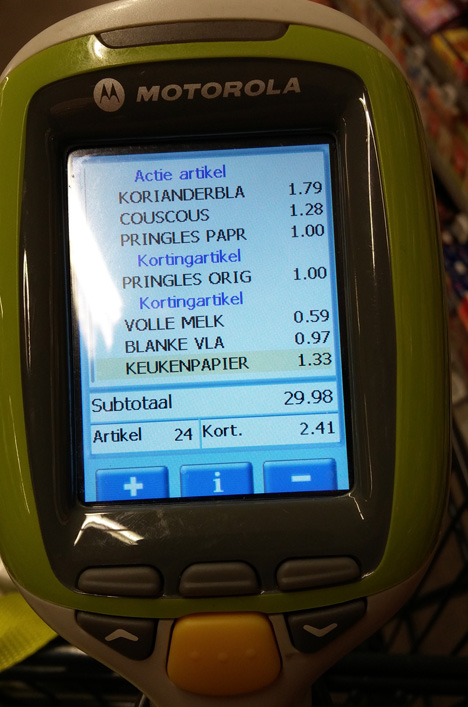 MOTOROLA
Actie artikel
KORIANDERBLA 1.79
COUSCOUS 1.28
PRINGLES PAPR 1.00
Kortingartikel
PRINGLES ORIG 1.00
Kortingartikel
VOLLE MELK 0.59
BLANKE VLA 0.97
KEUKENPAPIER 1.33
Subtotaal 29.98
Artikel 24 Kort. 2.41
+ i -